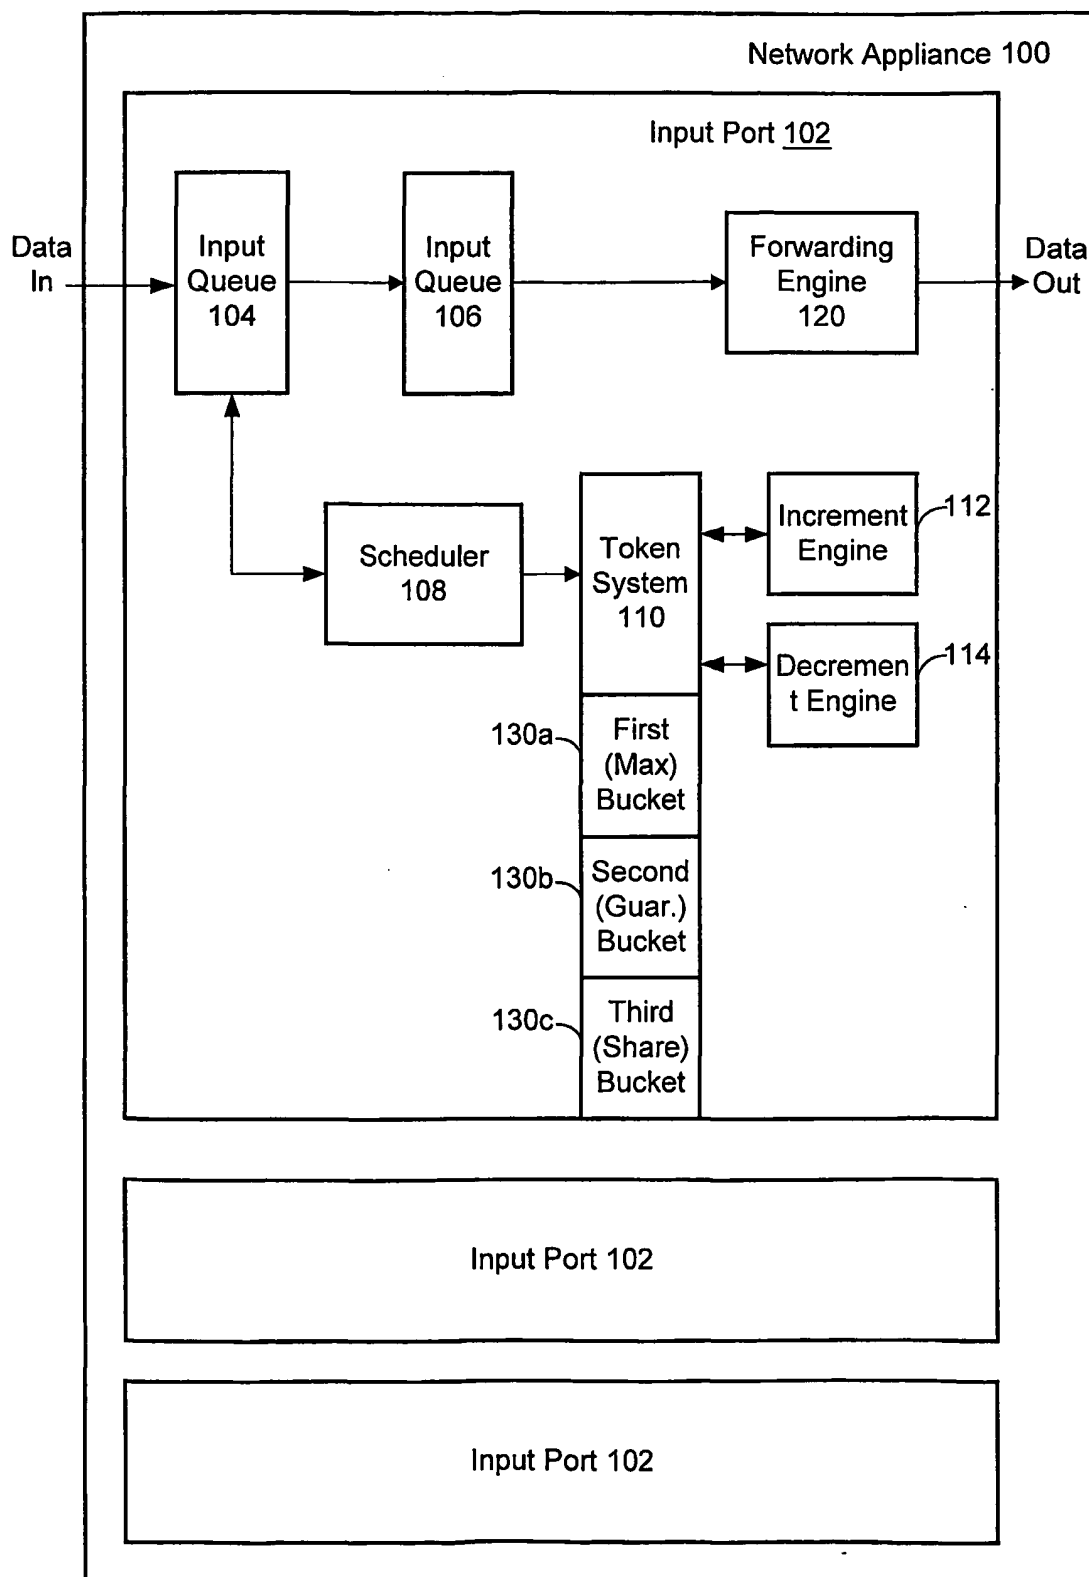 Network Appliance 100
Input Port 102
Data
In
Input
Queue
104
Input
Queue
106
Forwarding
Engine
120
Data
Out
Scheduler
108
Token
System
110
Increment
Engine
112
Decremen
t Engine
114
130a
First
(Max)
Bucket
130b
Second
(Guar.)
Bucket
130c
Third
(Share)
Bucket
Input Port 102
Input Port 102